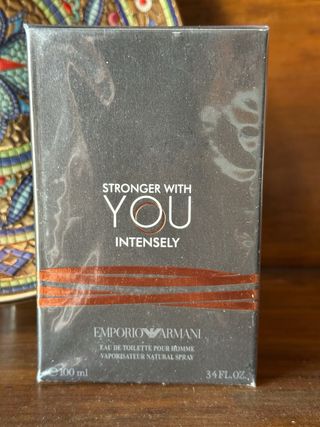 STRONGER WITH
YOU
INTENSELY
EMPORIO ARMANI
EAU DE TOILETTE POUR HOMME
VAPORISATEUR NATURAL SPRAY
℮ 100 ml 3.4 FL.OZ.